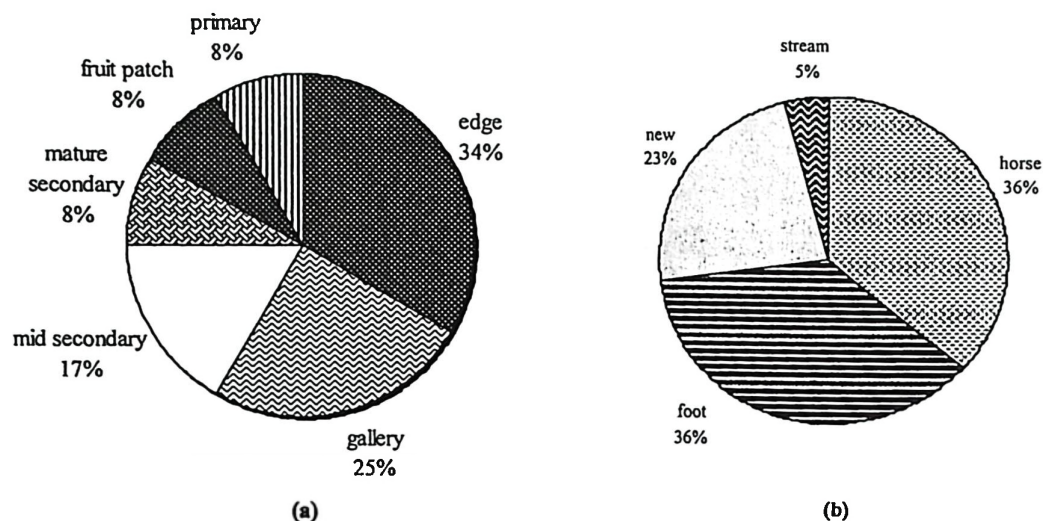 primary
8%
fruit patch
8%
mature
secondary
8%
mid secondary
17%
edge
34%
gallery
25%
(a)
stream
5%
new
23%
horse
36%
foot
36%
(b)